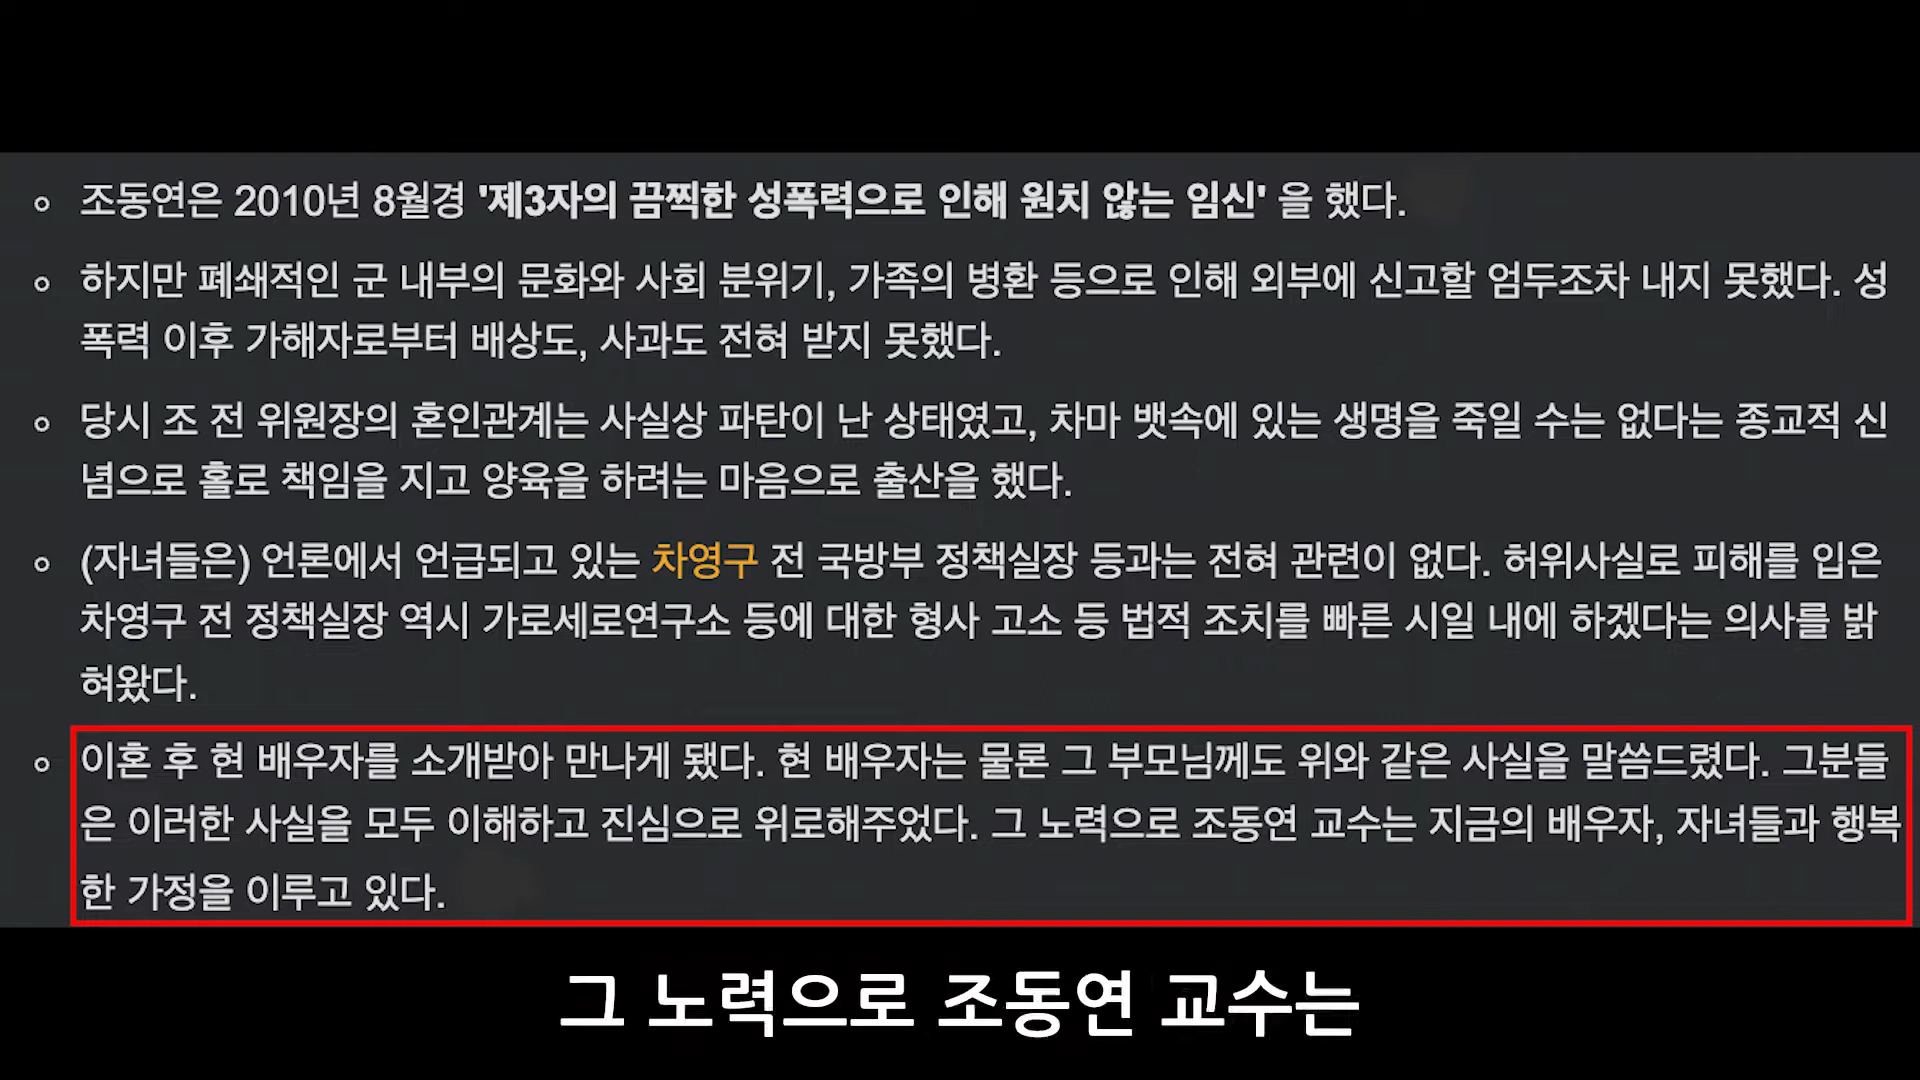 조동연은 2010년 8월경 '제3자의 끔찍한 성폭력으로 인해 원치 않는 임신' 을 했다.
하지만 폐쇄적인 군 내부의 문화와 사회 분위기, 가족의 병환 등으로 인해 외부에 신고할 엄두조차 내지 못했다. 성
폭력 이후 가해자로부터 배상도, 사과도 전혀 받지 못했다.
당시 조 전 위원장의 혼인관계는 사실상 파탄이 난 상태였고, 차마 뱃속에 있는 생명을 죽일 수는 없다는 종교적 신
념으로 홀로 책임을 지고 양육을 하려는 마음으로 출산을 했다.
(자녀들은) 언론에서 언급되고 있는 차영구 전 국방부 정책실장 등과는 전혀 관련이 없다. 허위사실로 피해를 입은
차영구 전 정책실장 역시 가로세로연구소 등에 대한 형사 고소 등 법적 조치를 빠른 시일 내에 하겠다는 의사를 밝
혀왔다.
이혼 후 현 배우자를 소개받아 만나게 됐다. 현 배우자는 물론 그 부모님께도 위와 같은 사실을 말씀드렸다. 그분들
은 이러한 사실을 모두 이해하고 진심으로 위로해주었다. 그 노력으로 조동연 교수는 지금의 배우자, 자녀들과 행복
한 가정을 이루고 있다.
그 노력으로 조동연 교수는